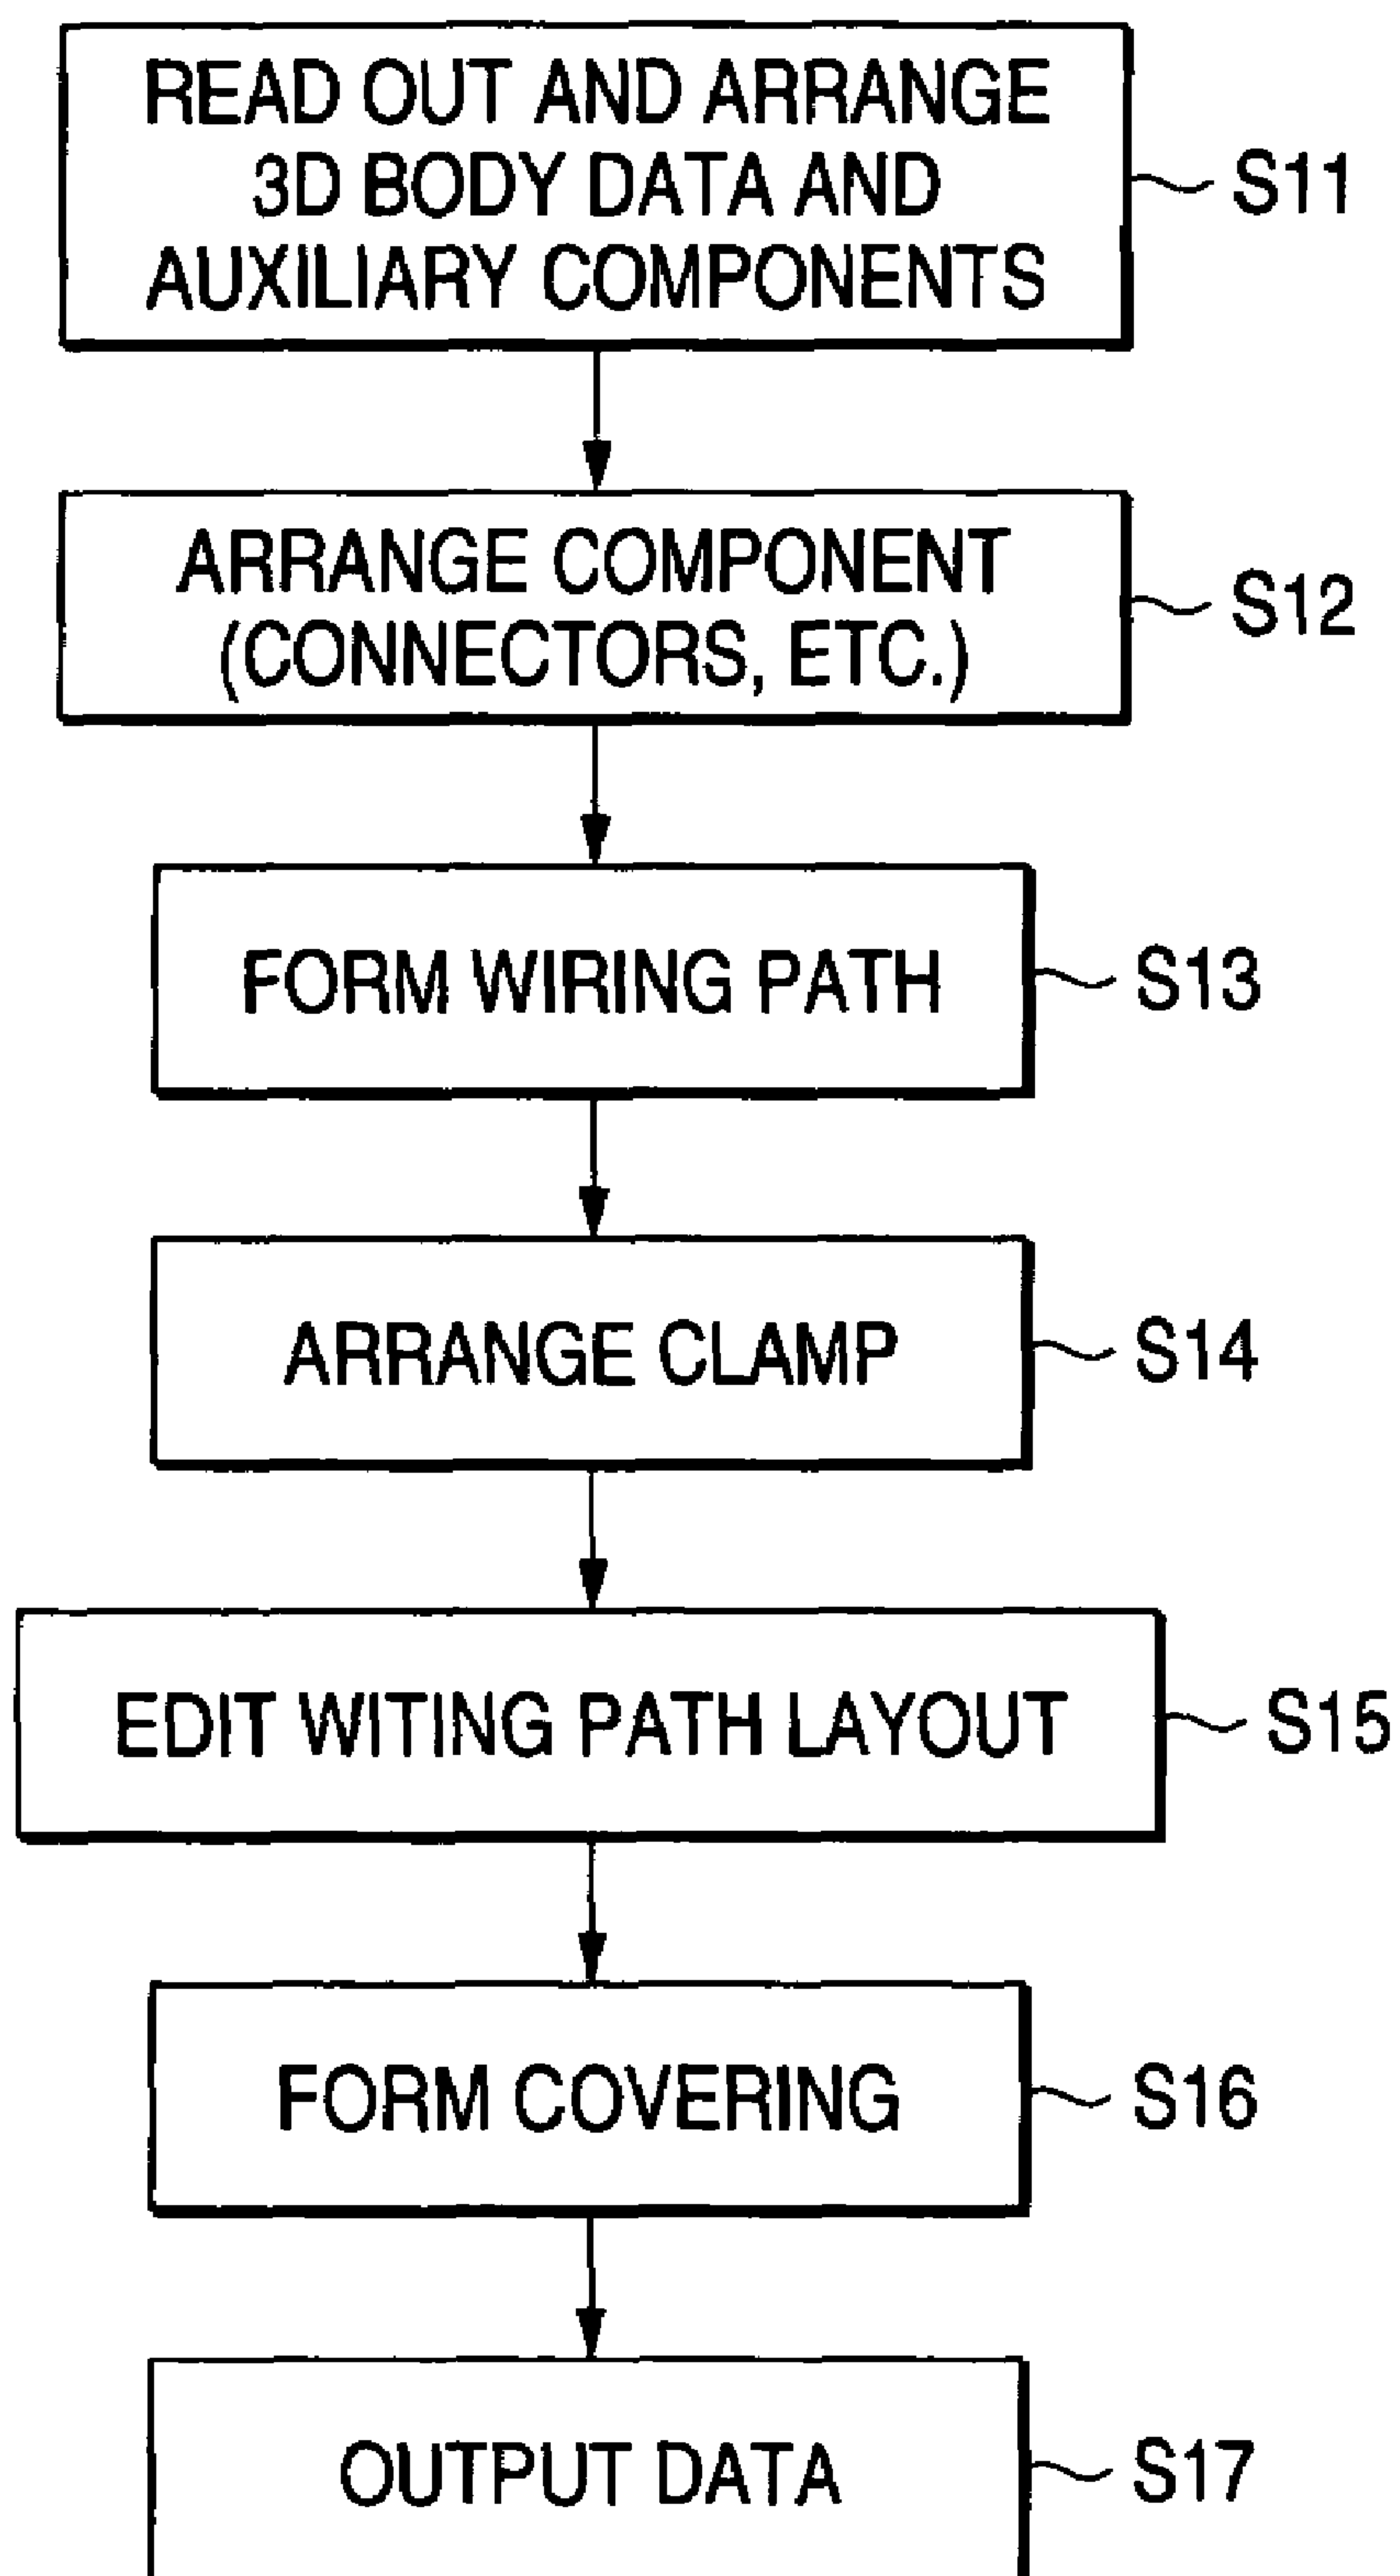 READ OUT AND ARRANGE
3D BODY DATA AND
AUXILIARY COMPONENTS
S11
ARRANGE COMPONENT
(CONNECTORS, ETC.)
S12
FORM WIRING PATH
S13
ARRANGE CLAMP
S14
EDIT WITING PATH LAYOUT
S15
FORM COVERING
S16
OUTPUT DATA
S17